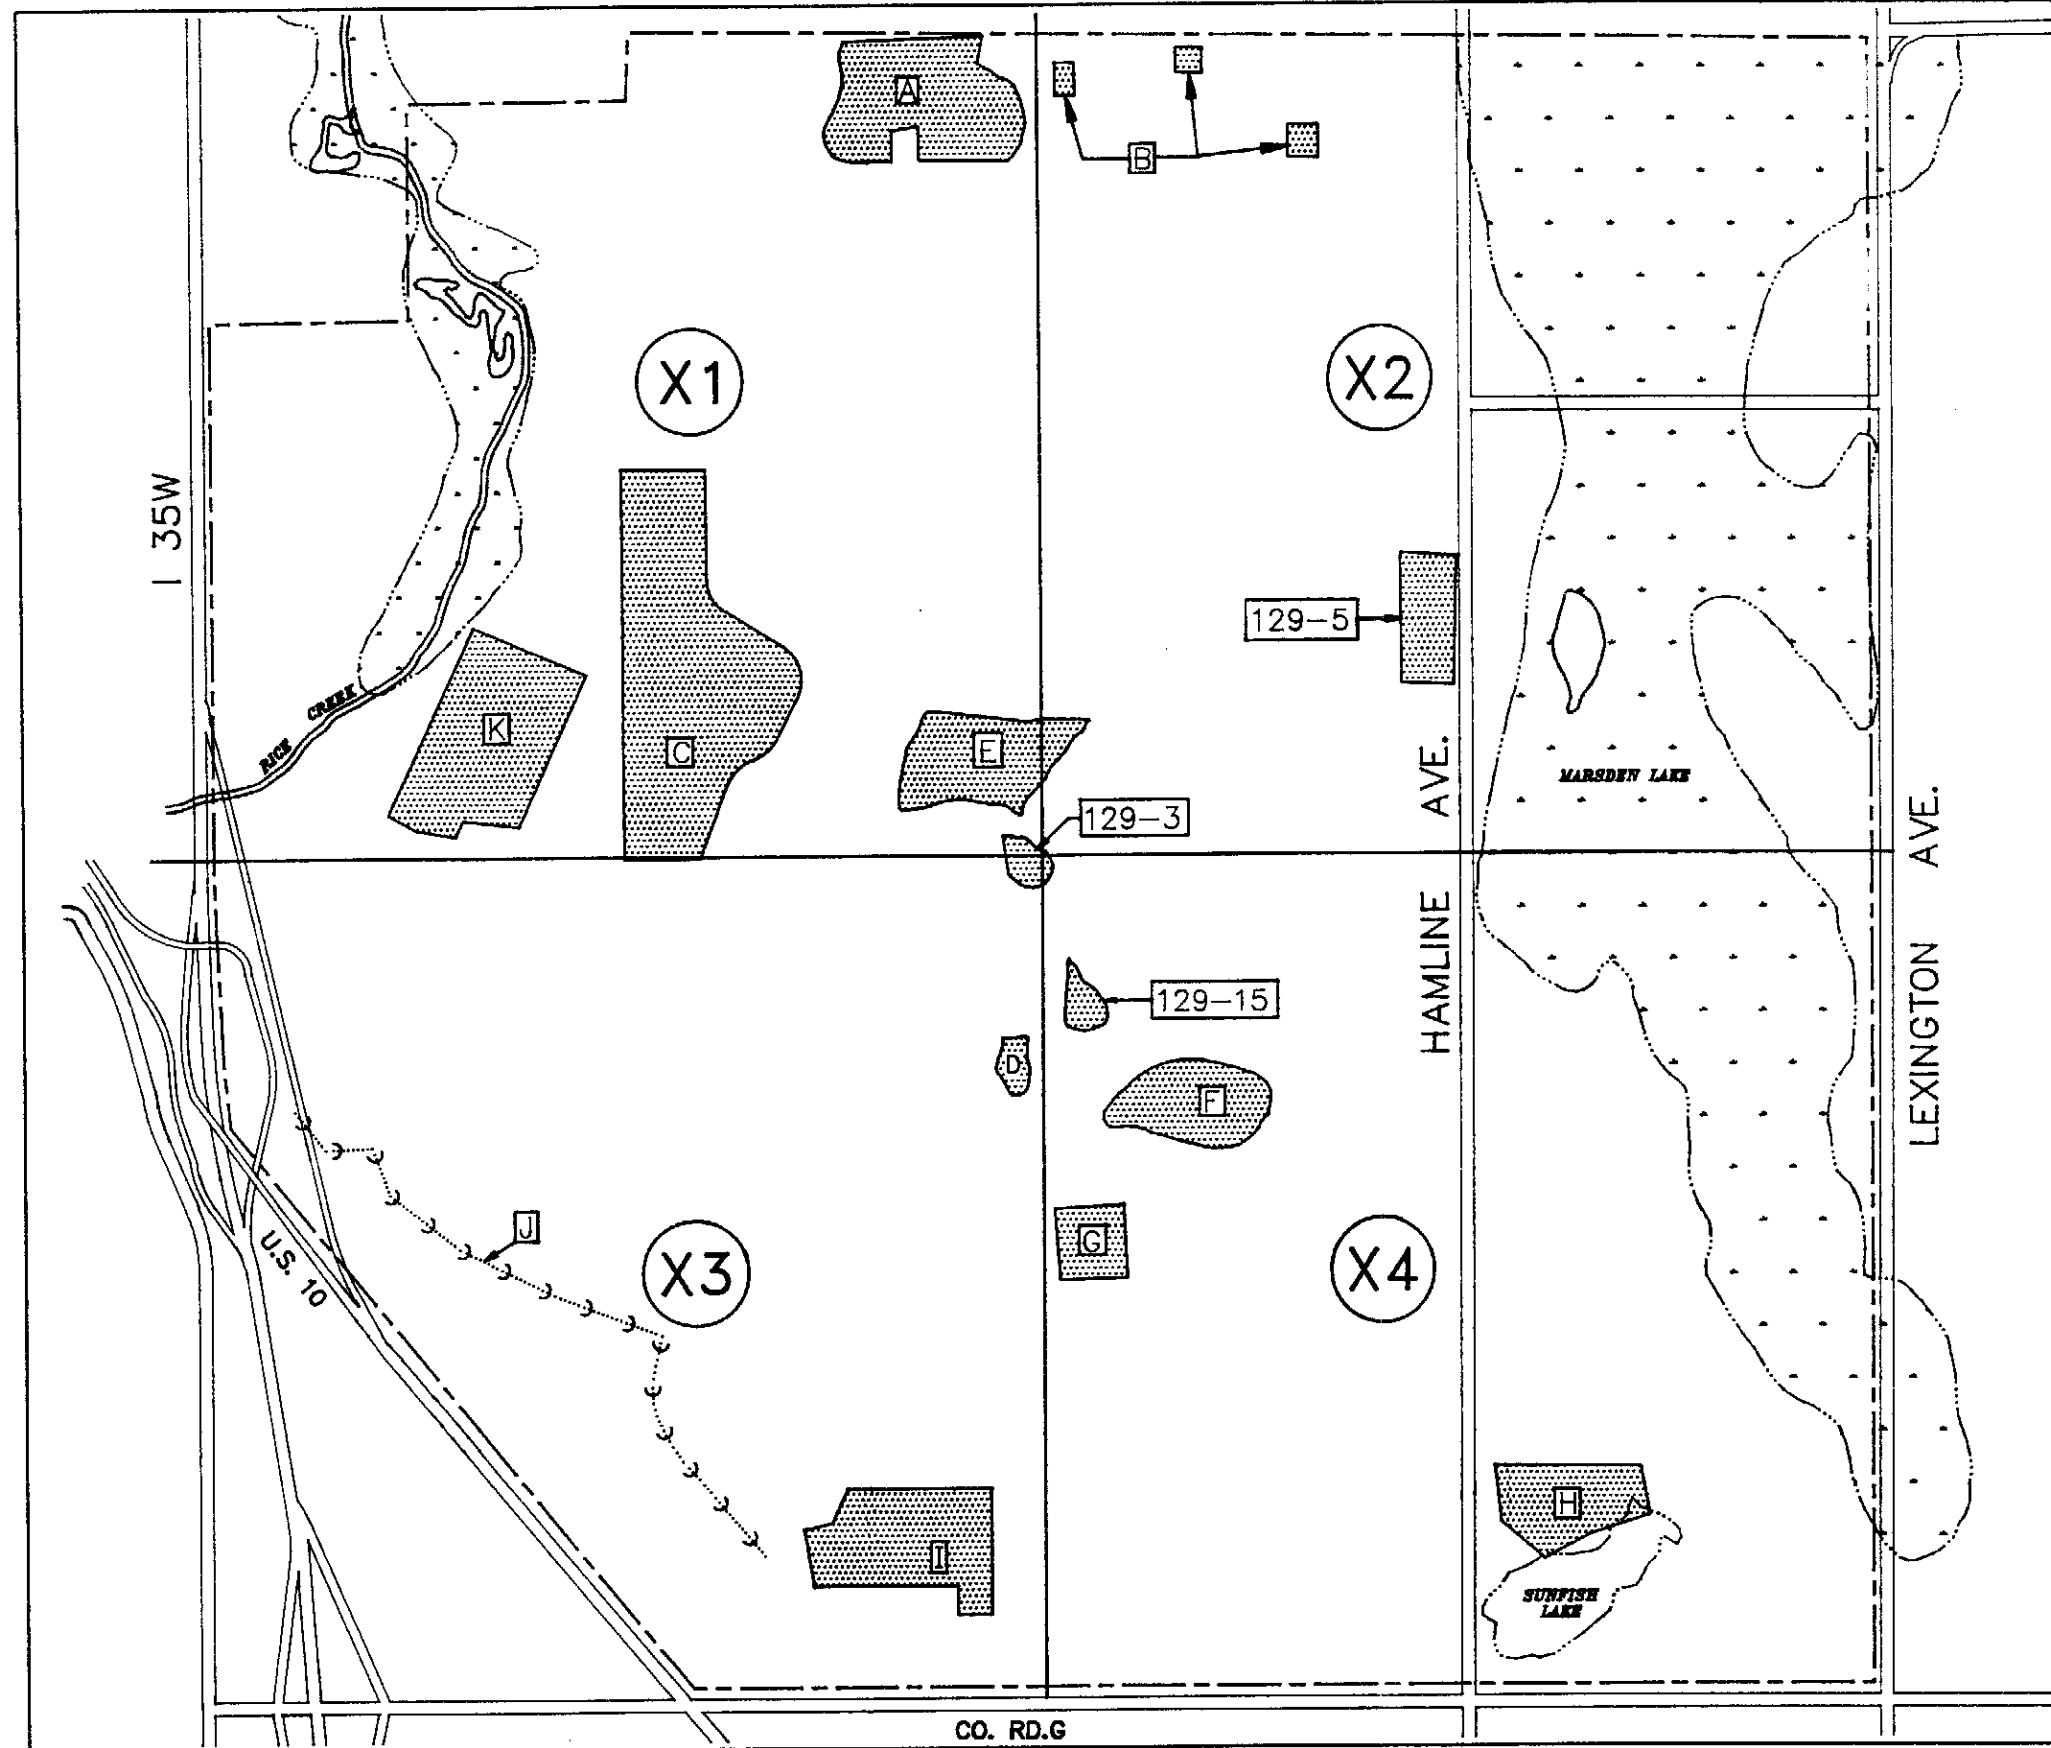 A
B
X1
X2
I 35W
129-5
K
C
E
RICE CREEK
129-3
MARSDEN LAKE
HAMLINE AVE.
LEXINGTON AVE.
129-15
D
F
J
G
U.S. 10
X3
X4
H
I
SUNFISH
LAKE
CO. RD.G